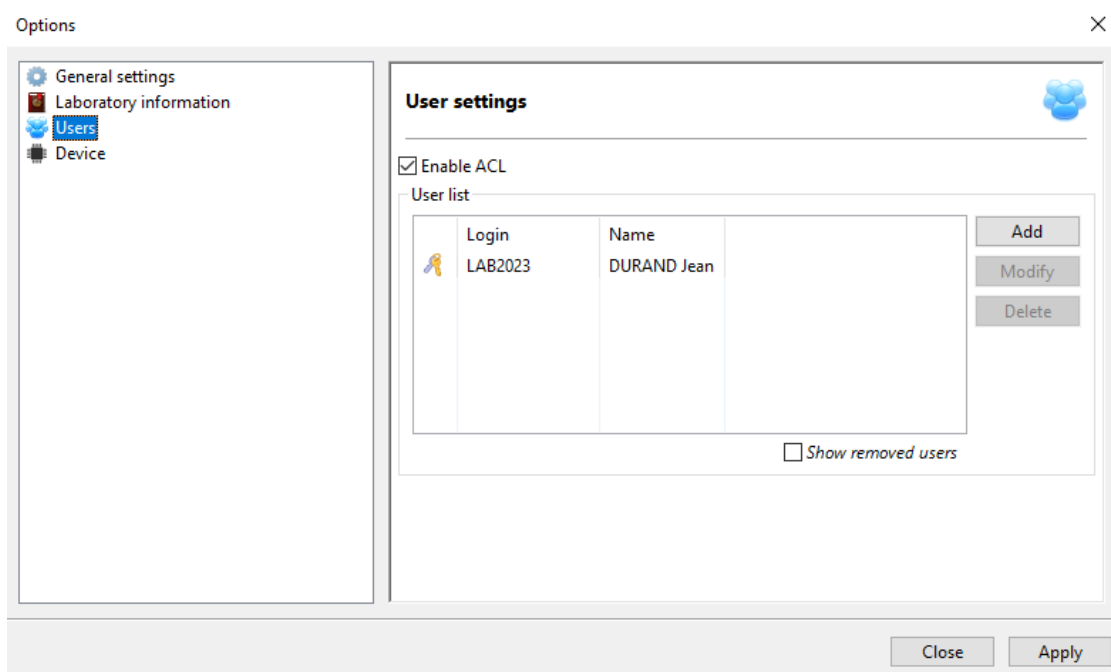 Options
General settings
Laboratory information
Users
Device
User settings
Enable ACL
User list
Login Name
LAB2023 DURAND Jean
Add
Modify
Delete
Show removed users
Close Apply